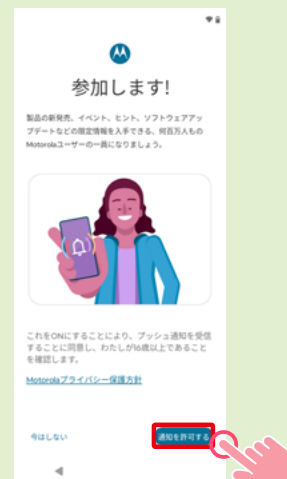 参加します!
製品の新発売、イベント、ヒント、ソフトウェアアッ
プデートなどの限定情報を入手できる、何百万人もの
Motorolaユーザーの一員になりましょう。
これをONにすることにより、プッシュ通知を受信
することに同意し、わたしが16歳以上であること
を確認します。
Motorolaプライバシー保護方針
今はしない
通知を許可する